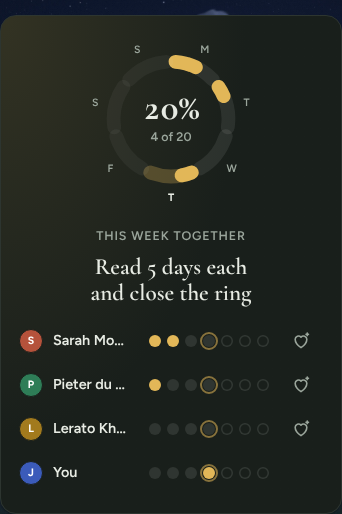 S M
S T
20%
4 of 20
F W
T
THIS WEEK TOGETHER
Read 5 days each
and close the ring
S Sarah Mo...
P Pieter du ...
L Lerato Kh...
J You